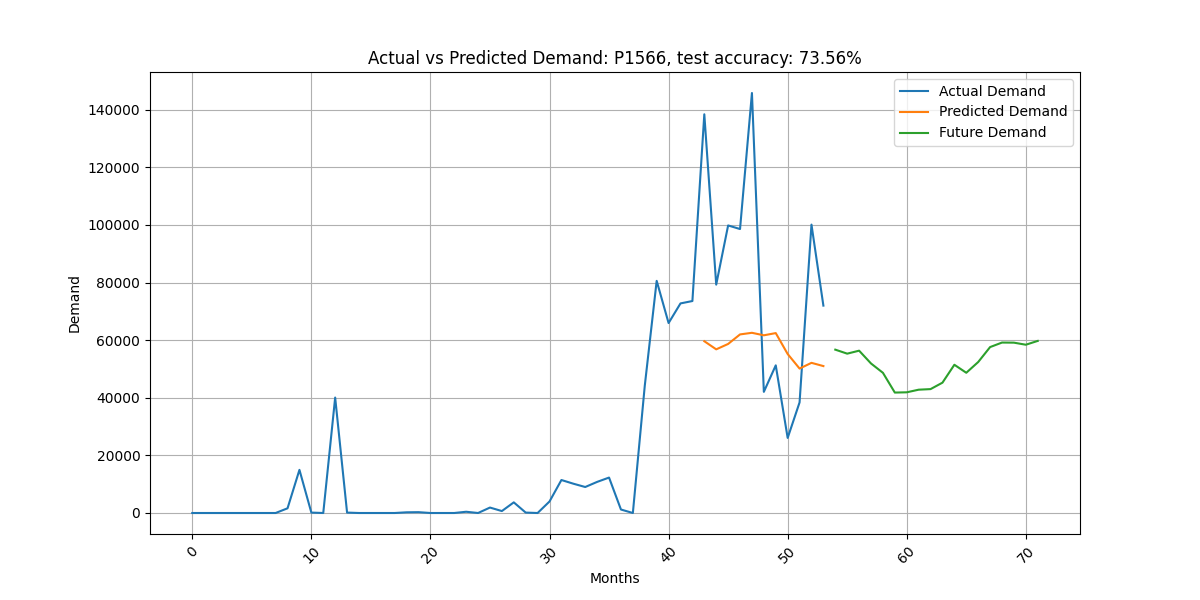 Actual vs Predicted Demand: P1566, test accuracy: 73.56%
Actual Demand
Predicted Demand
Future Demand
140000
120000
100000
80000
60000
40000
20000
0
Demand
0 10 20 30 40 50 60 70
Months